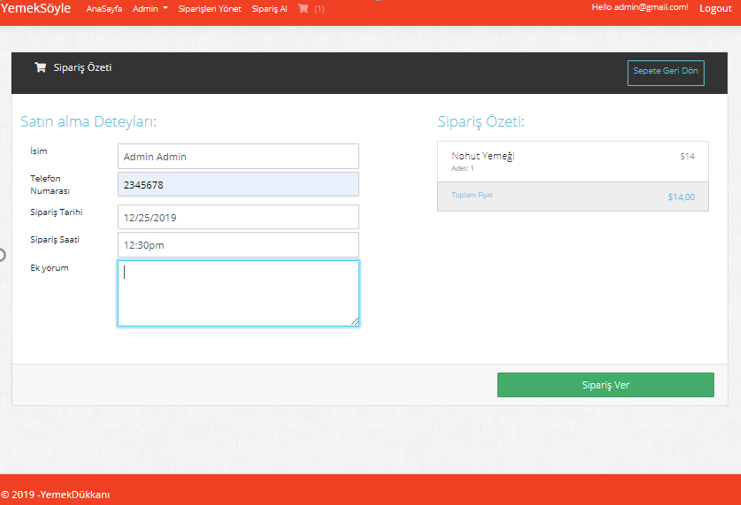 YemekSöyle AnaSayfa Admin Siparişleri Yönet Sipariş Al (1) Hello admin@gmail.com! Logout
Sipariş Özeti
Sepete Geri Dön
Satın alma Deteyları:
İsim
Admin Admin
Telefon
Numarası
2345678
Sipariş Tarihi
12/25/2019
Sipariş Saati
12:30pm
Ek yorum
Sipariş Özeti:
Nohut Yemeği $14
Adet: 1
Toplam Fiyat $14,00
Sipariş Ver
© 2019 -YemekDükkanı